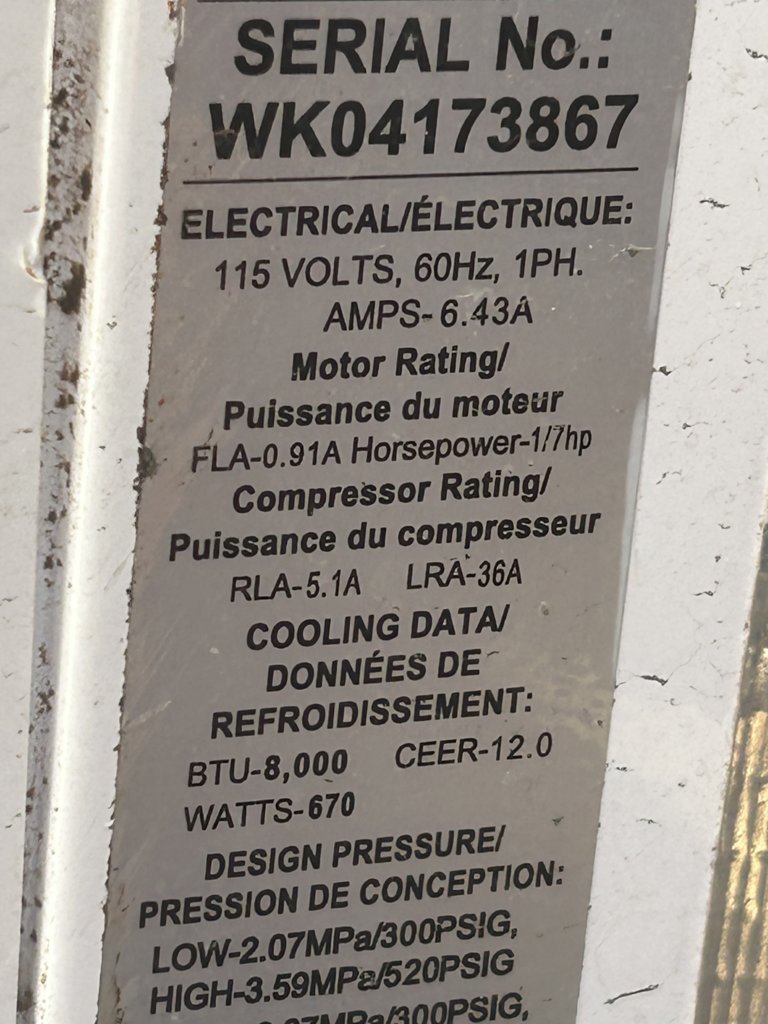 SERIAL No.:
WK04173867
ELECTRICAL/ÉLECTRIQUE:
115 VOLTS, 60Hz, 1PH.
AMPS-6.43A
Motor Rating/
Puissance du moteur
FLA-0.91A Horsepower-1/7hp
Compressor Rating/
Puissance du compresseur
RLA-5.1A LRA-36A
COOLING DATA/
DONNÉES DE
REFROIDISSEMENT:
BTU-8,000 CEER-12.0
WATTS-670
DESIGN PRESSURE/
PRESSION DE CONCEPTION:
LOW-2.07MPa/300PSIG,
HIGH-3.59MPa/520PSIG